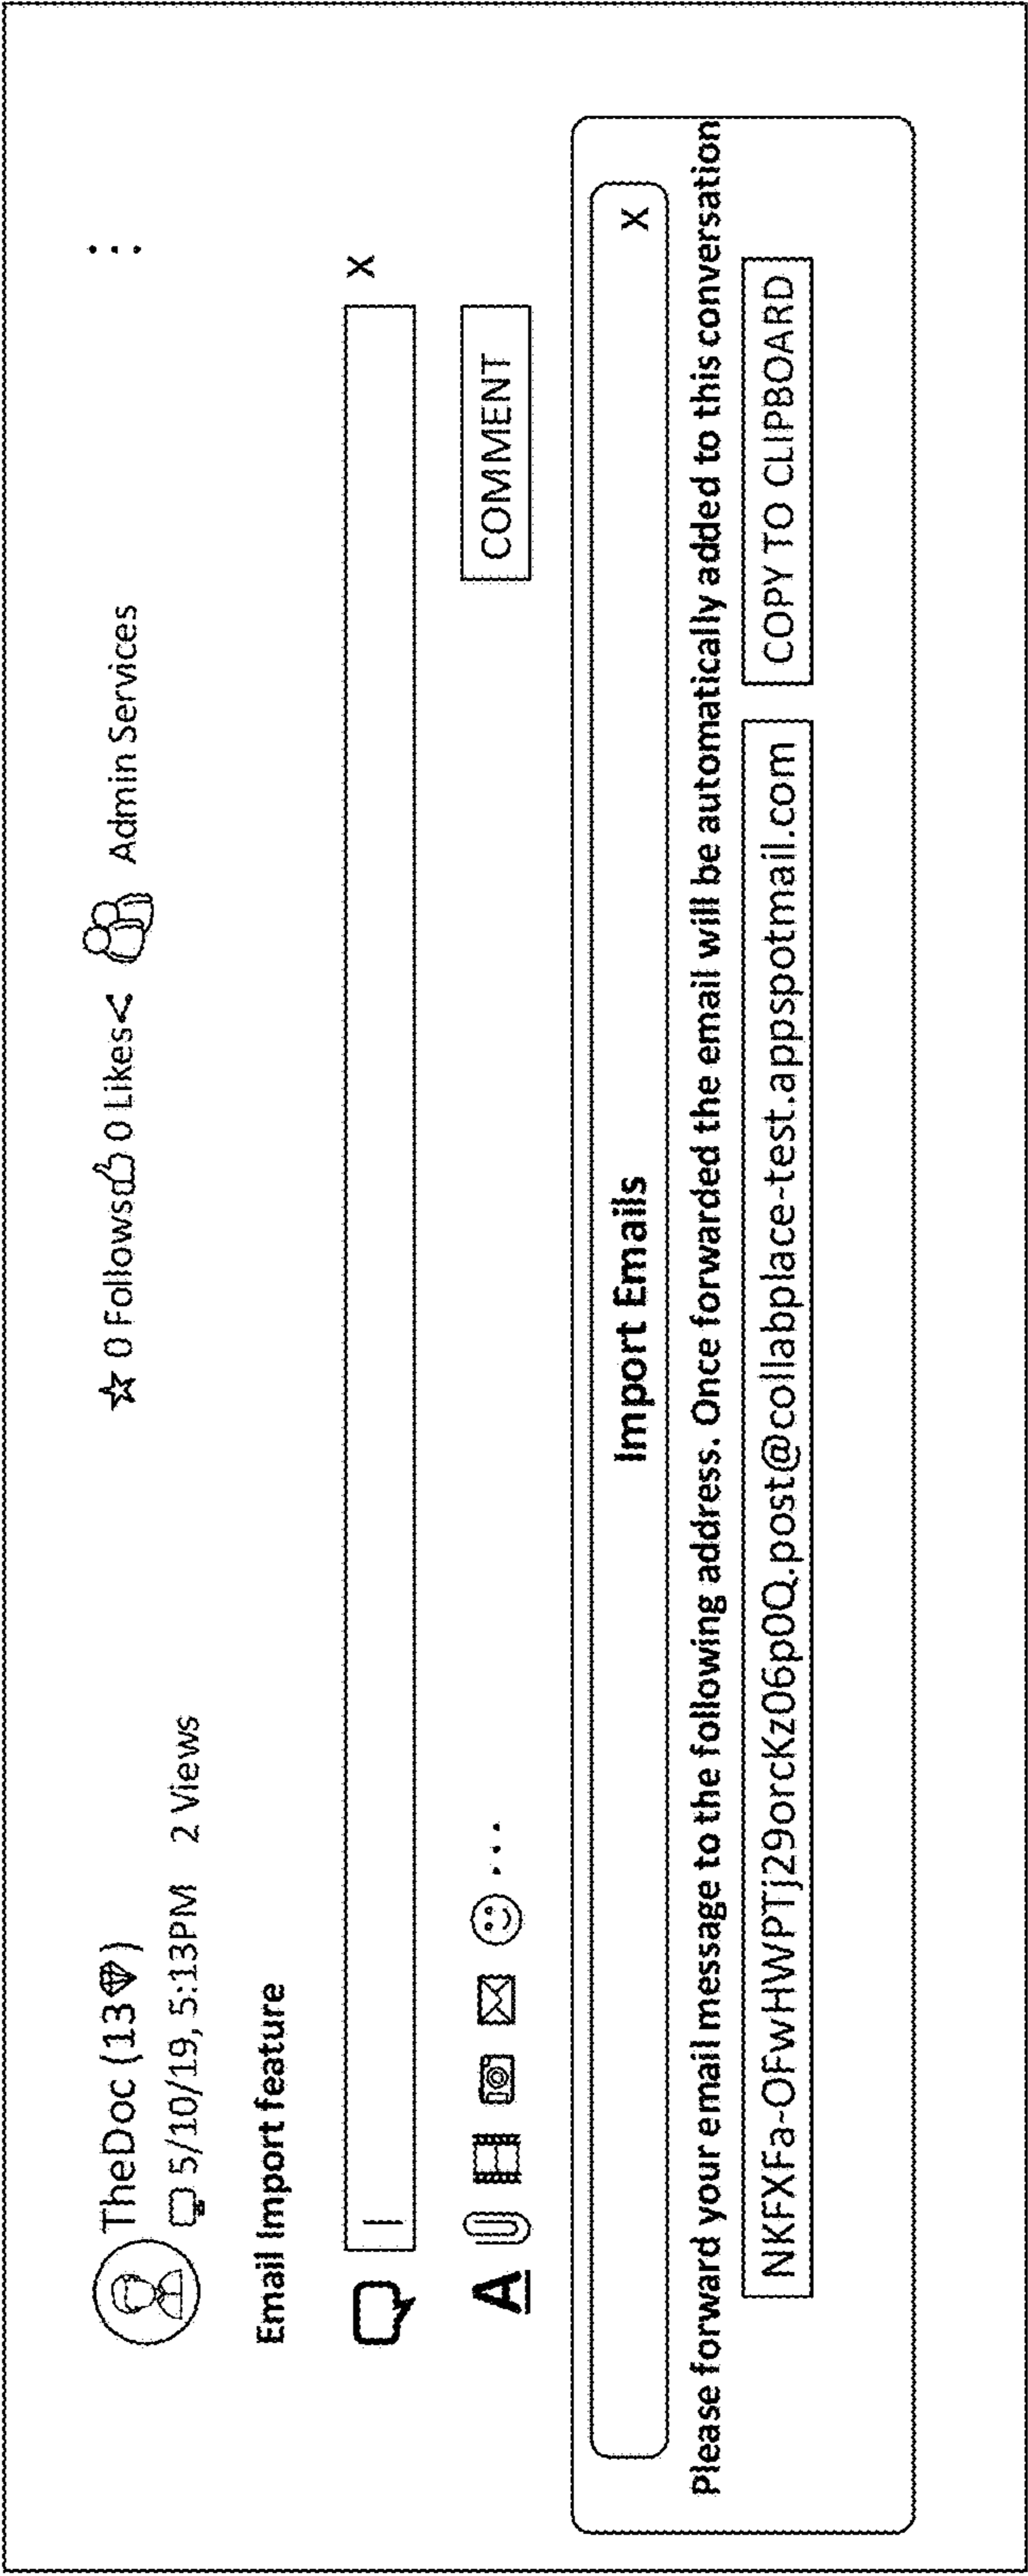 TheDoc (13) ☆ 0 Follows 0 Likes< Admin Services ⋮
5/10/19, 5:13PM 2 Views
Email Import feature
| X
A ... COMMENT
Import Emails X
Please forward your email message to the following address. Once forwarded the email will be automatically added to this conversation
NKFXFa-OFwHWPTj29orcKz06p0Q.post@collabplace-test.appspotmail.com COPY TO CLIPBOARD